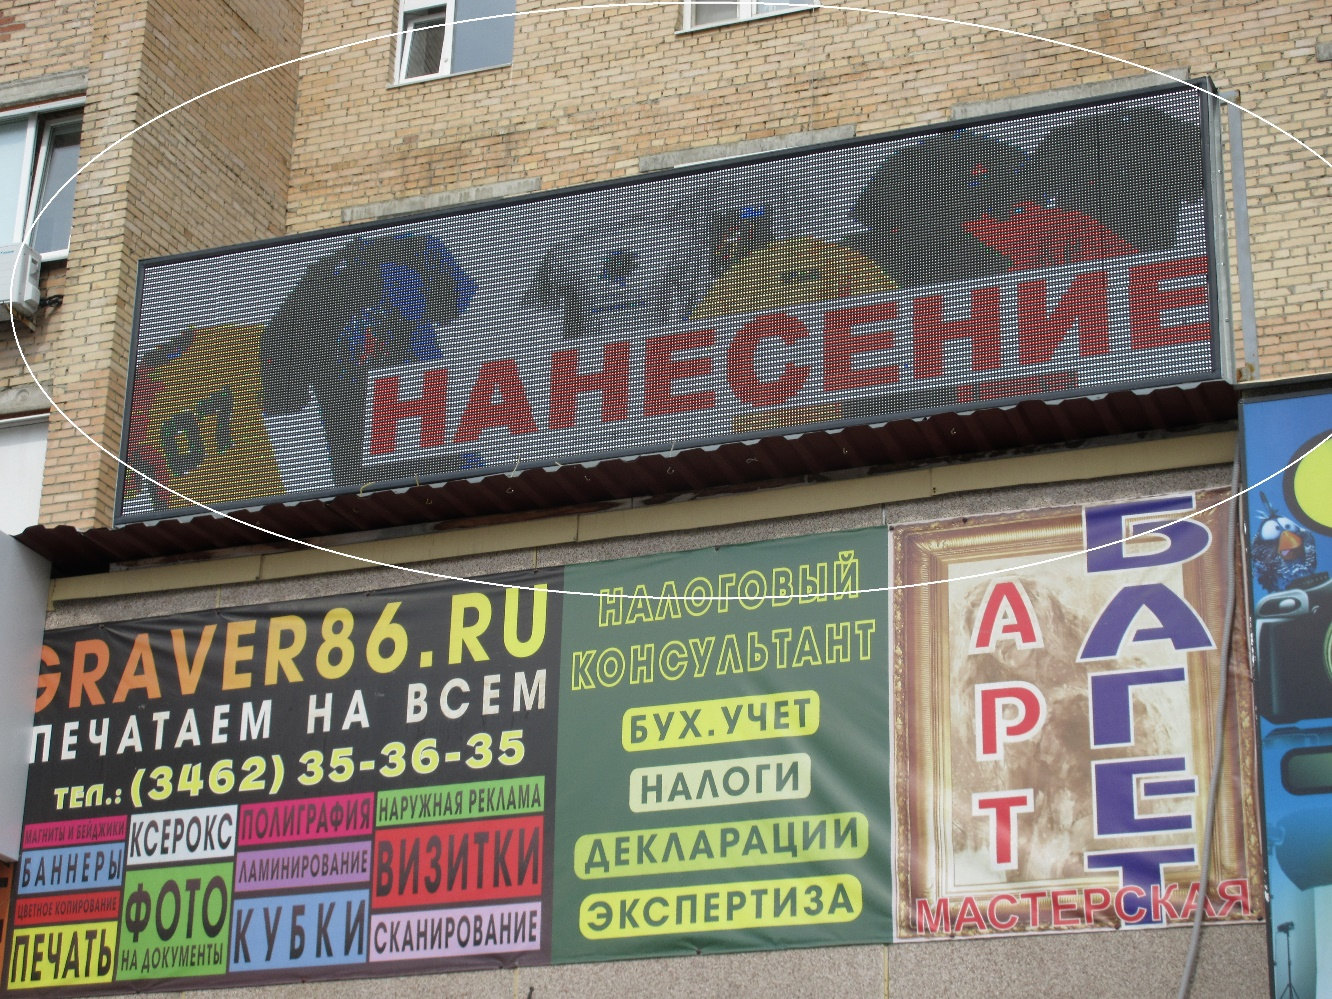 07
НАНЕСЕНИЕ
GRAVER86.RU
ПЕЧАТАЕМ НА ВСЕМ
ТЕЛ.: (3462) 35-36-35
МАГНИТЫ И БЕЙДЖИКИ
БАННЕРЫ
ЦВЕТНОЕ КОПИРОВАНИЕ
ПЕЧАТЬ
КСЕРОКС
ФОТО
НА ДОКУМЕНТЫ
ПОЛИГРАФИЯ
ЛАМИНИРОВАНИЕ
КУБКИ
НАРУЖНАЯ РЕКЛАМА
ВИЗИТКИ
СКАНИРОВАНИЕ
НАЛОГОВЫЙ
КОНСУЛЬТАНТ
БУХ.УЧЕТ
НАЛОГИ
ДЕКЛАРАЦИИ
ЭКСПЕРТИЗА
АРТ
БАГЕТ
МАСТЕРСКАЯ